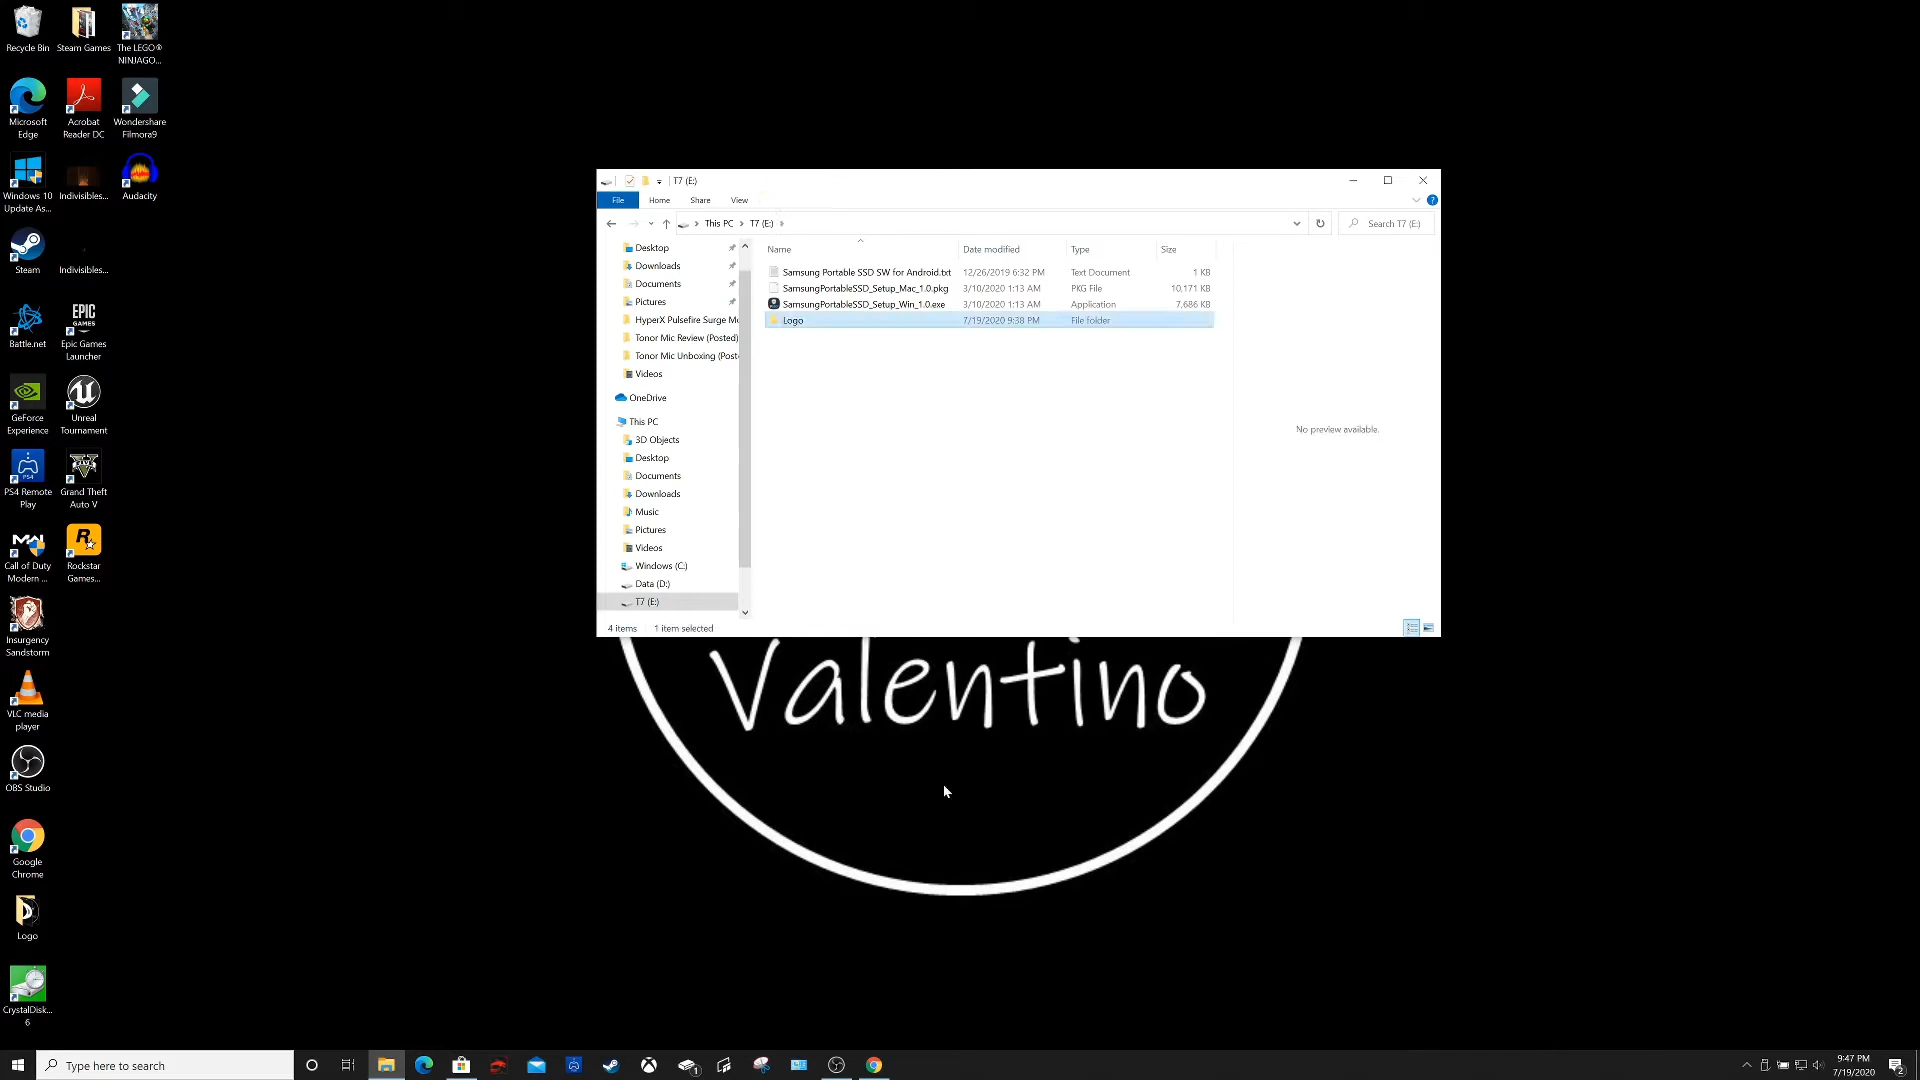 Recycle Bin
Steam Games
The LEGO®
NINJAGO...
Microsoft
Edge
Acrobat
Reader DC
Wondershare
Filmora9
Windows 10
Update As...
Indivisibles...
Audacity
Steam
Indivisibles...
Battle.net
EPIC
GAMES
Epic Games
Launcher
GeForce
Experience
Unreal
Tournament
PS4
PS4 Remote
Play
FIVE
Grand Theft
Auto V
MW
Call of Duty
Modern ...
R
Rockstar
Games...
Insurgency
Sandstorm
VLC media
player
OBS Studio
Google
Chrome
Logo
CrystalDisk...
6
T7 (E:)
File
Home
Share
View
?
This PC
T7 (E:)
Search T7 (E:)
Desktop
Downloads
Documents
Pictures
HyperX Pulsefire Surge Mo
Tonor Mic Review (Posted)
Tonor Mic Unboxing (Poste
Videos
OneDrive
This PC
3D Objects
Desktop
Documents
Downloads
Music
Pictures
Videos
Windows (C:)
Data (D:)
T7 (E:)
Name
Date modified
Type
Size
Samsung Portable SSD SW for Android.txt
12/26/2019 6:32 PM
Text Document
1 KB
SamsungPortableSSD_Setup_Mac_1.0.pkg
3/10/2020 1:13 AM
PKG File
10,171 KB
SamsungPortableSSD_Setup_Win_1.0.exe
3/10/2020 1:13 AM
Application
7,686 KB
Logo
7/19/2020 9:38 PM
File folder
No preview available.
4 items
1 item selected
Valentino
Type here to search
1
9:47 PM
7/19/2020
2